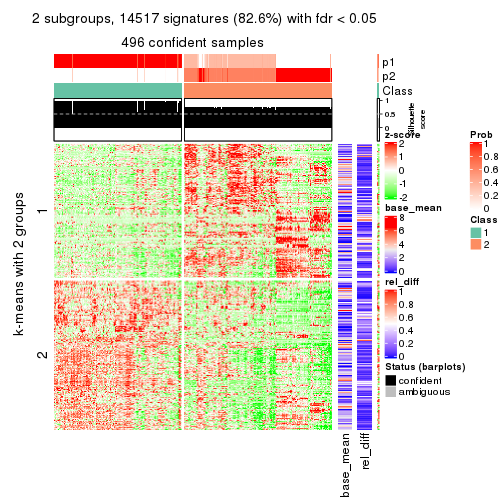 2 subgroups, 14517 signatures (82.6%) with fdr < 0.05
496 confident samples
p1
p2
Class
1
0.5
0
Silhouette
score
k-means with 2 groups
1
2
base_mean
rel_diff
z-score
2
1
0
-1
-2
base_mean
8
6
4
2
0
rel_diff
1
0.8
0.6
0.4
0.2
0
Status (barplots)
confident
ambiguous
Prob
1
0.8
0.6
0.4
0.2
0
Class
1
2